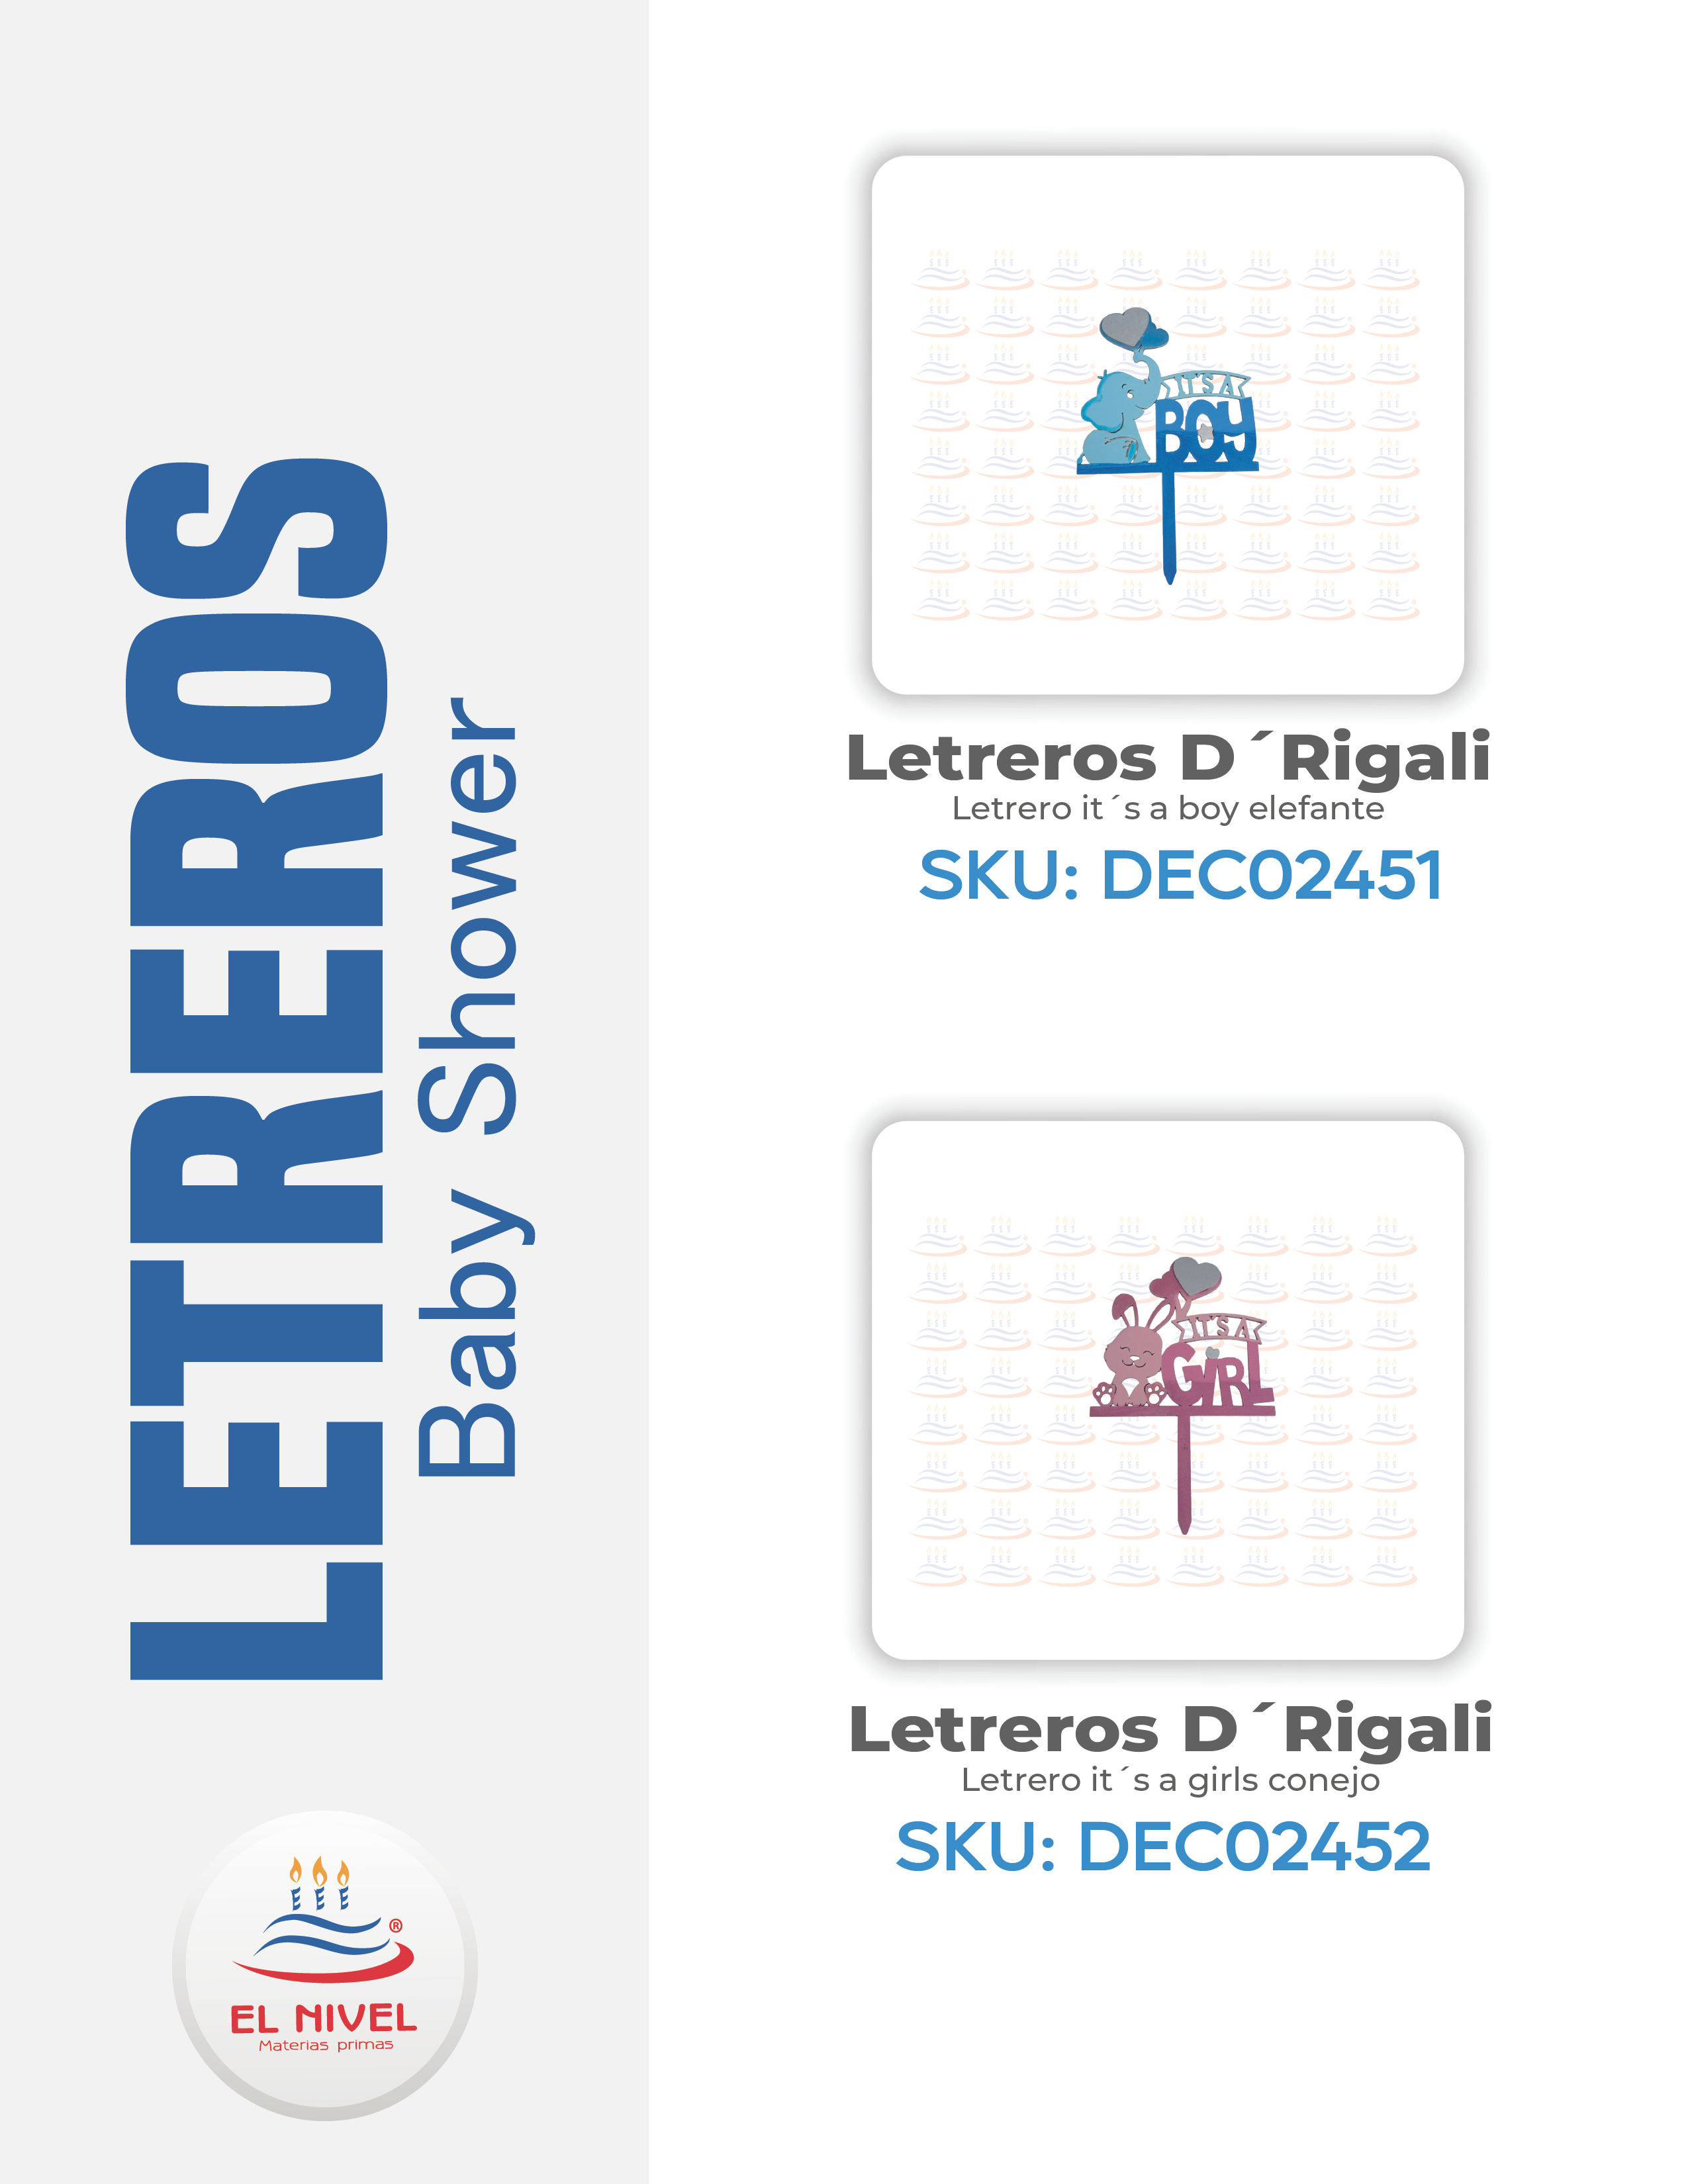 LETREROS
Baby Shower
IT'S A
BOY
Letreros D´Rigali
Letrero it´s a boy elefante
SKU: DEC02451
IT'S A
GIRL
Letreros D´Rigali
Letrero it´s a girls conejo
SKU: DEC02452
®
EL NIVEL
Materias primas